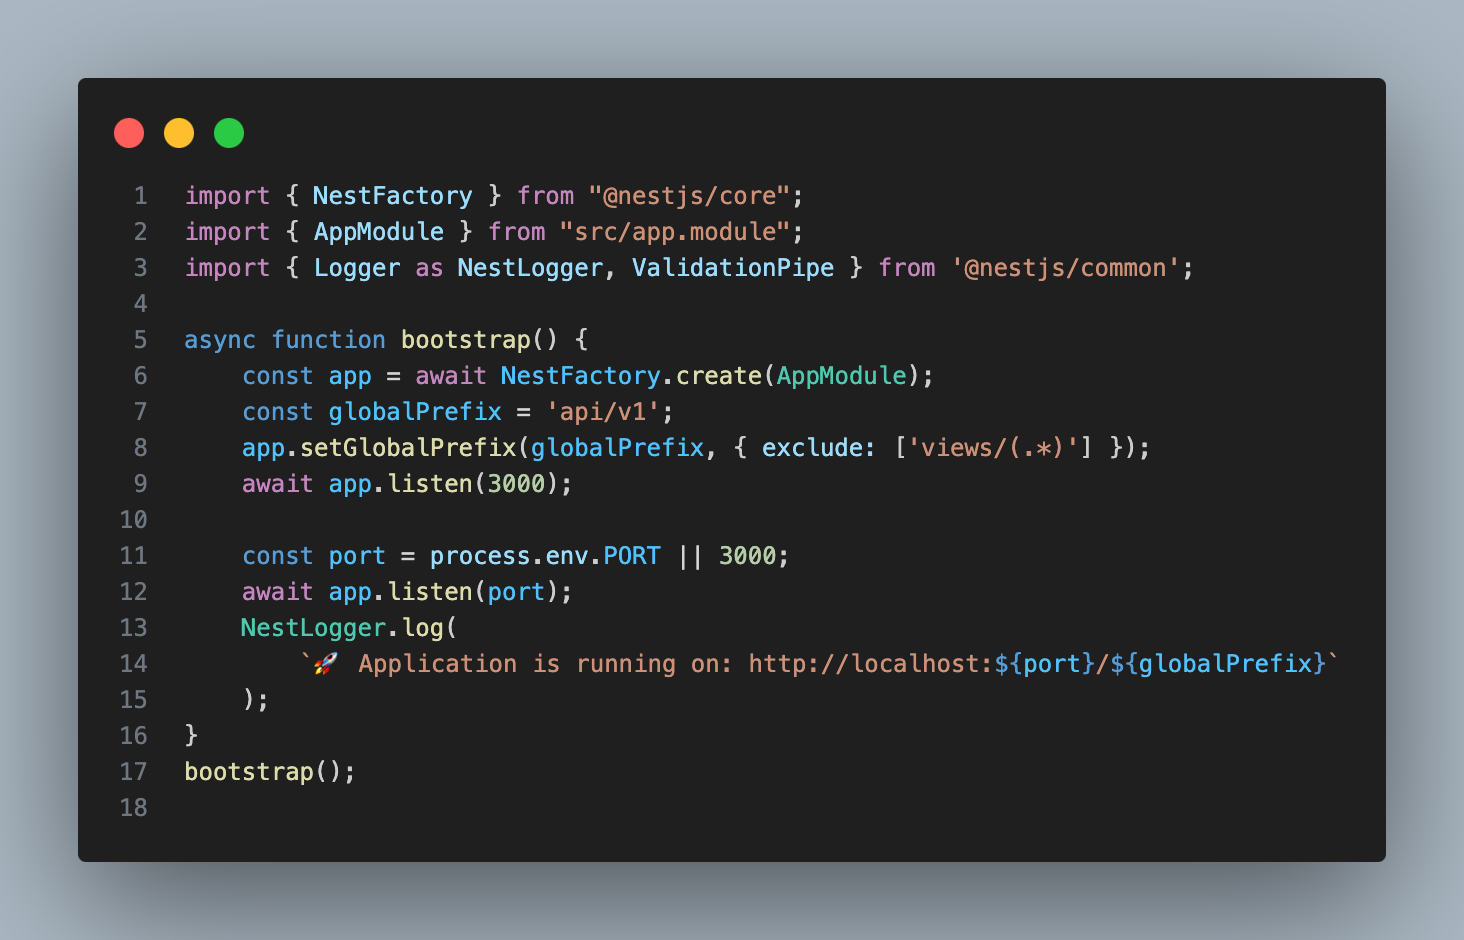 1 import { NestFactory } from "@nestjs/core";
2 import { AppModule } from "src/app.module";
3 import { Logger as NestLogger, ValidationPipe } from '@nestjs/common';
4
5 async function bootstrap() {
6     const app = await NestFactory.create(AppModule);
7     const globalPrefix = 'api/v1';
8     app.setGlobalPrefix(globalPrefix, { exclude: ['views/(.*)'] });
9     await app.listen(3000);
10
11     const port = process.env.PORT || 3000;
12     await app.listen(port);
13     NestLogger.log(
14         `🚀 Application is running on: http://localhost:${port}/${globalPrefix}`
15     );
16 }
17 bootstrap();
18